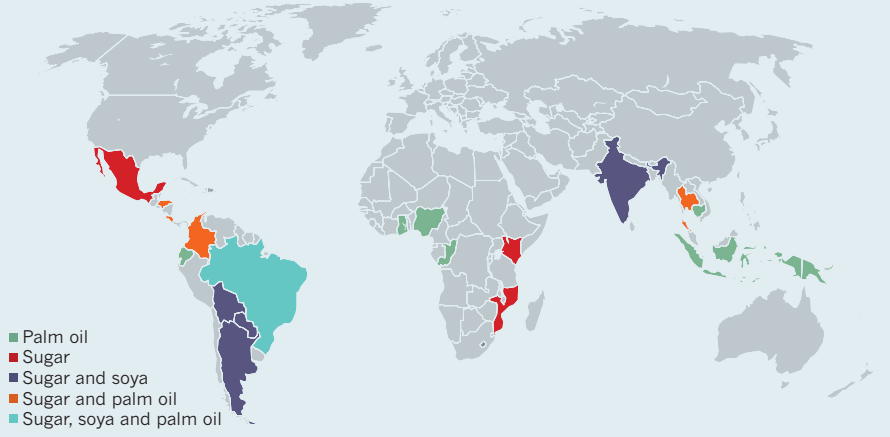 Palm oil
Sugar
Sugar and soya
Sugar and palm oil
Sugar, soya and palm oil